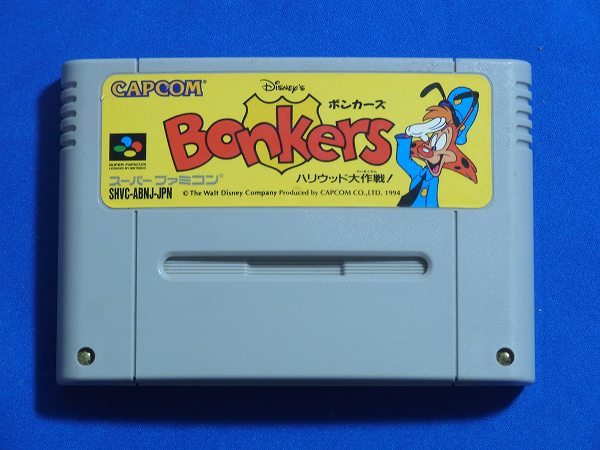 CAPCOM
DISNEY'S
ボンカーズ
Bonkers
ハリウッド大作戦!
SUPER FAMICOM
スーパーファミコン
SHVC-ABNJ-JPN
© The Walt Disney Company Produced by CAPCOM CO., LTD. 1994